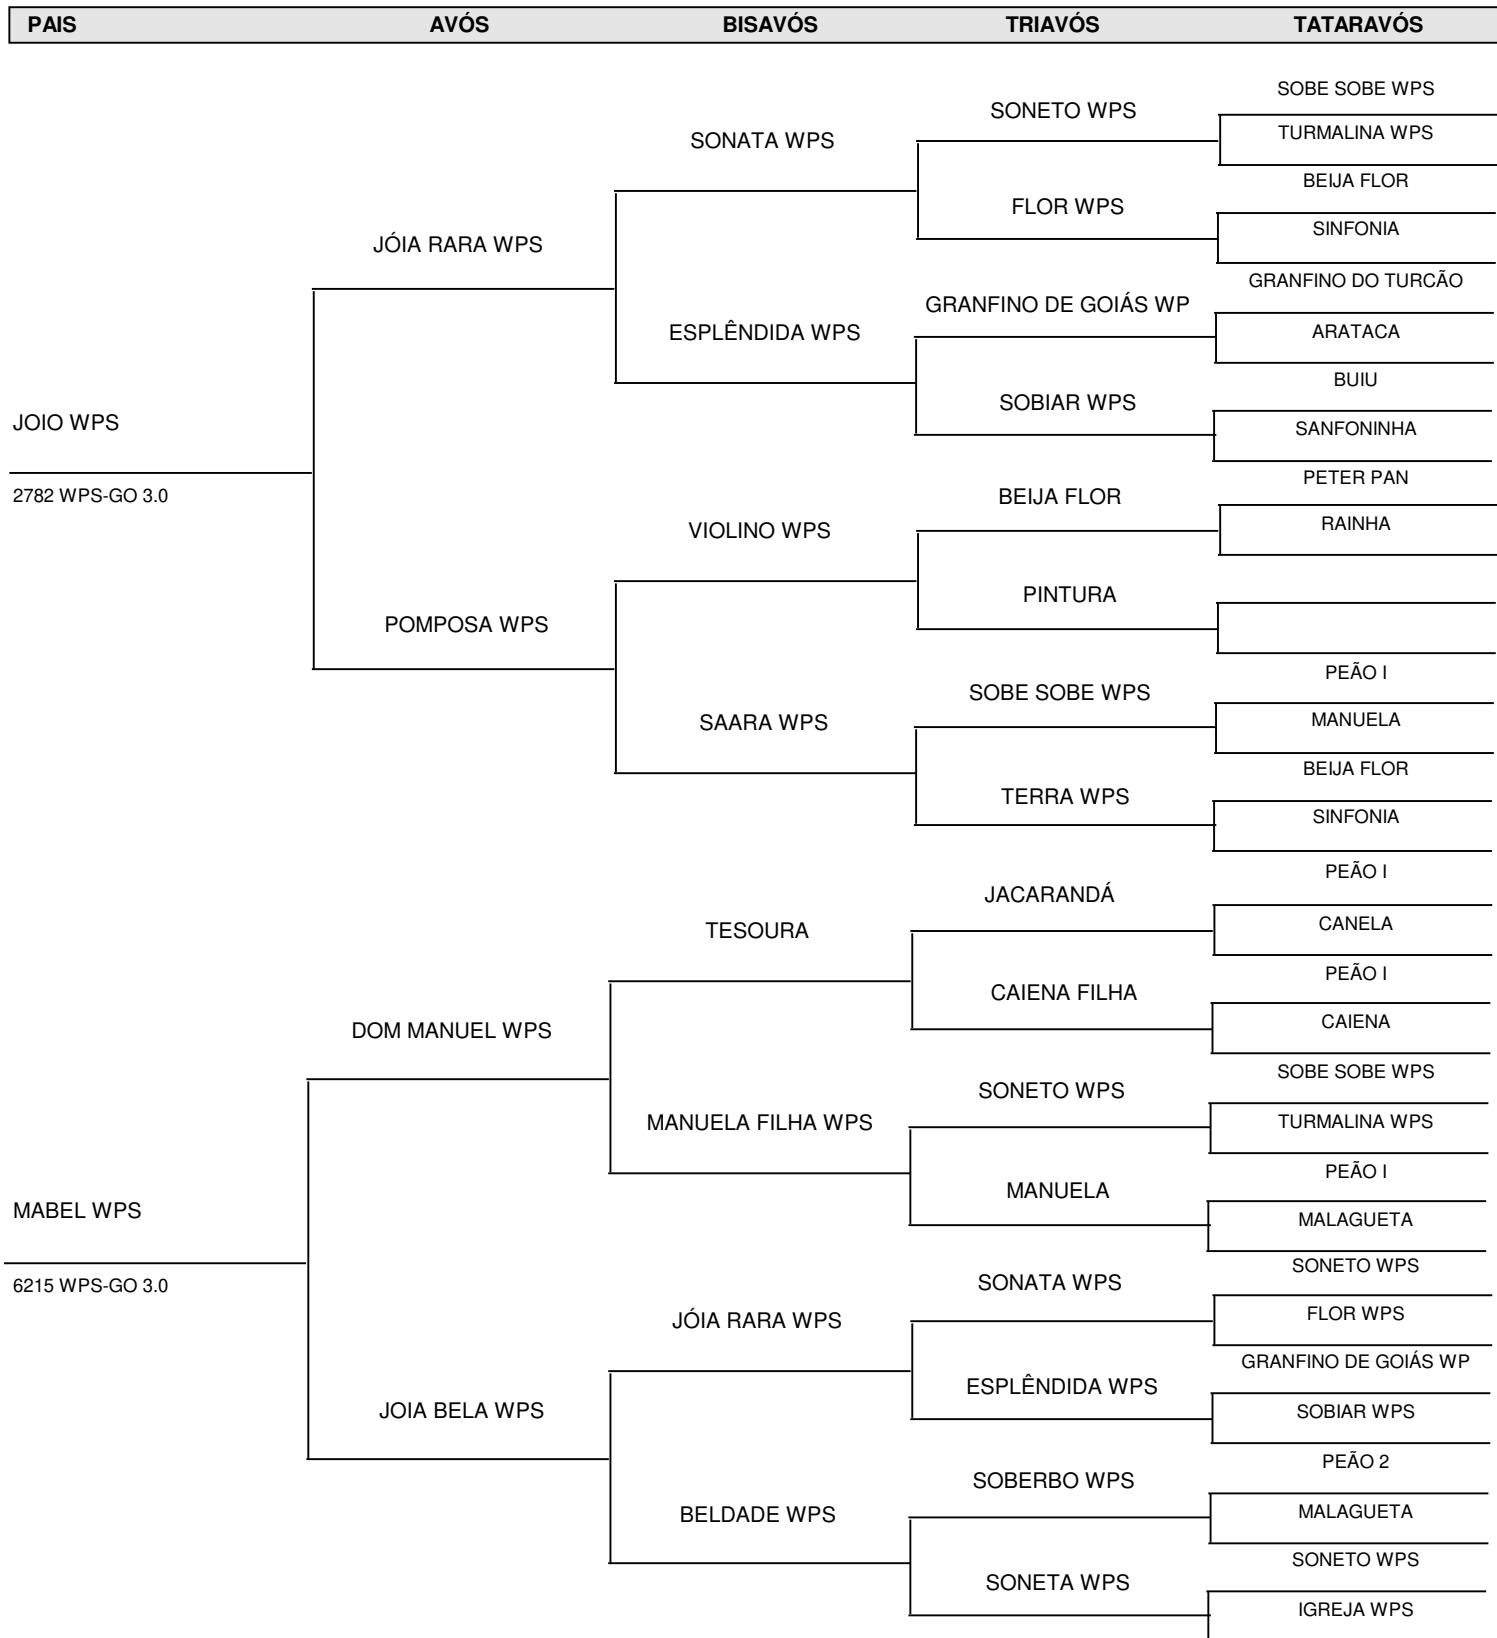 PAIS AVÓS BISAVÓS TRIAVÓS TATARAVÓS
SOBE SOBE WPS
SONETO WPS
TURMALINA WPS
SONATA WPS
BEIJA FLOR
FLOR WPS
SINFONIA
JÓIA RARA WPS
GRANFINO DO TURCÃO
GRANFINO DE GOIÁS WP
ARATACA
ESPLÊNDIDA WPS
BUIU
SOBIAR WPS
SANFONINHA
JOIO WPS
2782 WPS-GO 3.0
PETER PAN
BEIJA FLOR
RAINHA
VIOLINO WPS
PINTURA
POMPOSA WPS
PEÃO I
SOBE SOBE WPS
MANUELA
SAARA WPS
BEIJA FLOR
TERRA WPS
SINFONIA
PEÃO I
JACARANDÁ
CANELA
TESOURA
PEÃO I
CAIENA FILHA
CAIENA
DOM MANUEL WPS
SOBE SOBE WPS
SONETO WPS
TURMALINA WPS
MANUELA FILHA WPS
PEÃO I
MANUELA
MALAGUETA
MABEL WPS
6215 WPS-GO 3.0
SONETO WPS
SONATA WPS
FLOR WPS
JÓIA RARA WPS
GRANFINO DE GOIÁS WP
ESPLÊNDIDA WPS
SOBIAR WPS
JOIA BELA WPS
PEÃO 2
SOBERBO WPS
MALAGUETA
BELDADE WPS
SONETO WPS
SONETA WPS
IGREJA WPS